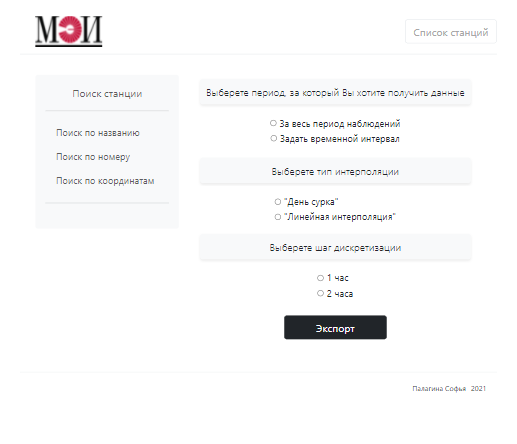 МЭИ
Список станций
Поиск станции
Поиск по названию
Поиск по номеру
Поиск по координатам
Выберете период, за который Вы хотите получить данные
За весь период наблюдений
Задать временной интервал
Выберете тип интерполяции
"День сурка"
"Линейная интерполяция"
Выберете шаг дискретизации
1 час
2 часа
Экспорт
Палагина Софья 2021